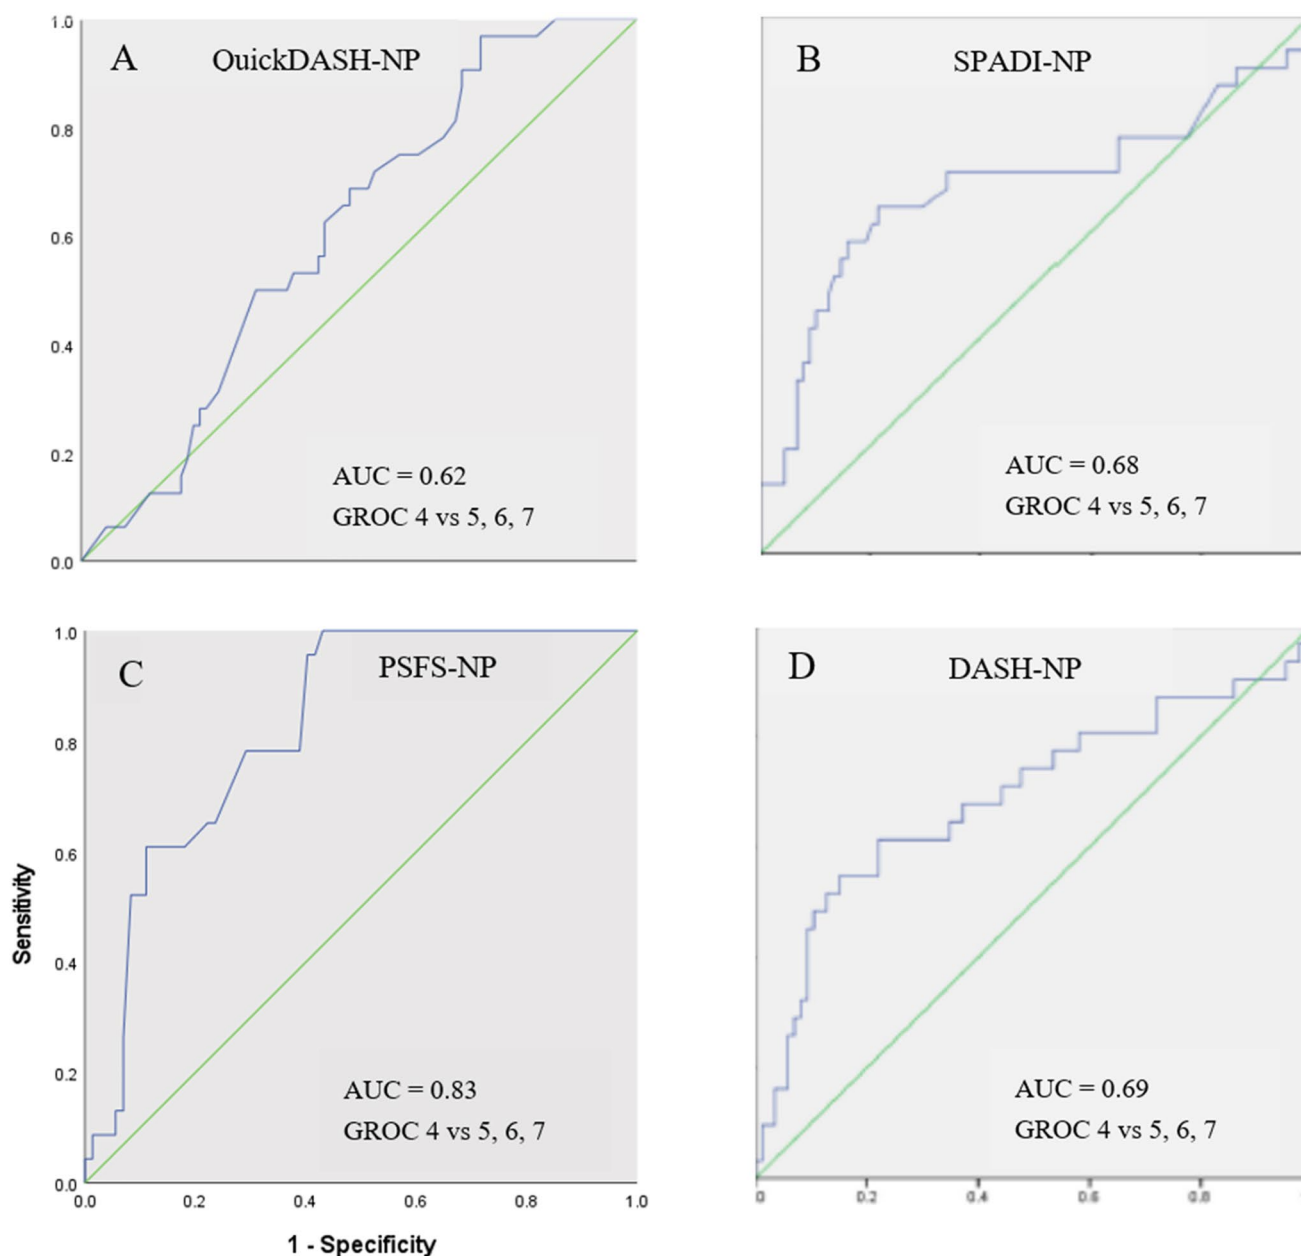 A
QuickDASH-NP
1.0
0.8
0.6
0.4
0.2
0.0
AUC = 0.62
GROC 4 vs 5, 6, 7
B
SPADI-NP
AUC = 0.68
GROC 4 vs 5, 6, 7
C
PSFS-NP
1.0
0.8
0.6
0.4
0.2
0.0
Sensitivity
AUC = 0.83
GROC 4 vs 5, 6, 7
0.0 0.2 0.4 0.6 0.8 1.0
1 - Specificity
D
DASH-NP
AUC = 0.69
GROC 4 vs 5, 6, 7
0.2 0.4 0.6 0.8